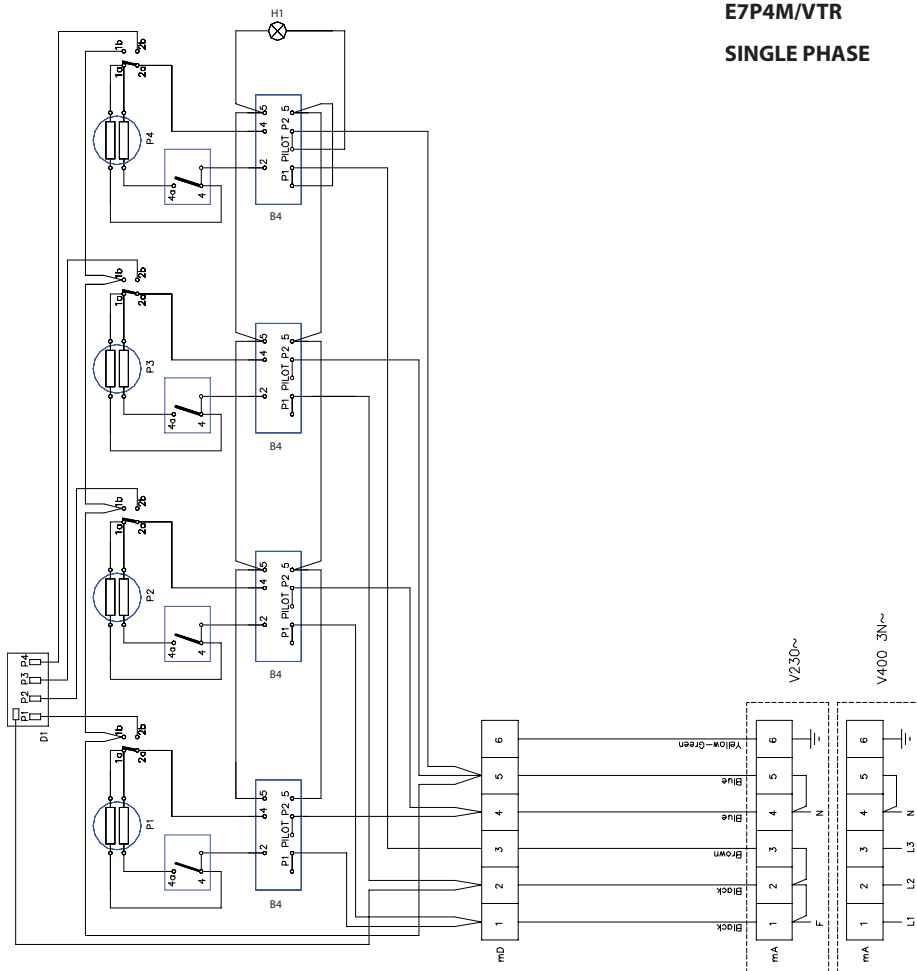 E7P4M/VTR
SINGLE PHASE
H1
1b 2b
1a 2a
P4
4a 4
5 5
4 P2
PILOT
2 P1
B4
1b 2b
1a 2a
P3
4a 4
5 5
4 P2
PILOT
2 P1
B4
1b 2b
1a 2a
P2
4a 4
5 5
4 P2
PILOT
2 P1
B4
P4
P3
P2
P1
D1
1b 2b
1a 2a
P1
4a 4
5 5
4 P2
PILOT
2 P1
B4
V230~
V400 3N~
6 Yellow-Green 6 6
5 Blue 5 5
4 Blue 4 N 4 N
3 Brown 3 3 L3
2 Black 2 2 L2
1 Black 1 F 1 L1
mD mA mA